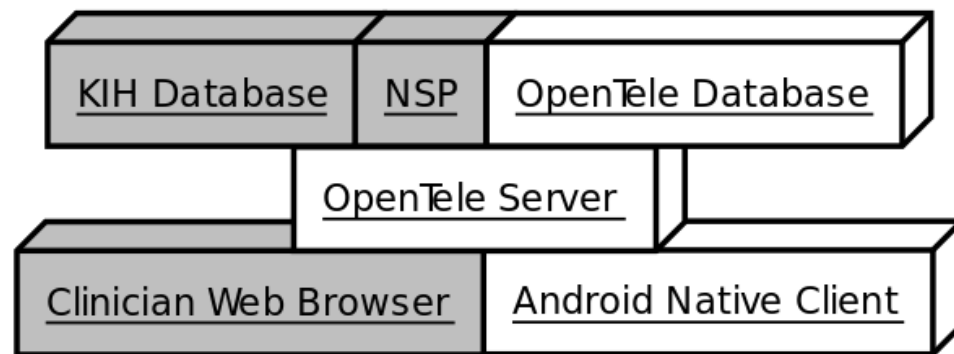 KIH Database NSP OpenTele Database
OpenTele Server
Clinician Web Browser Android Native Client